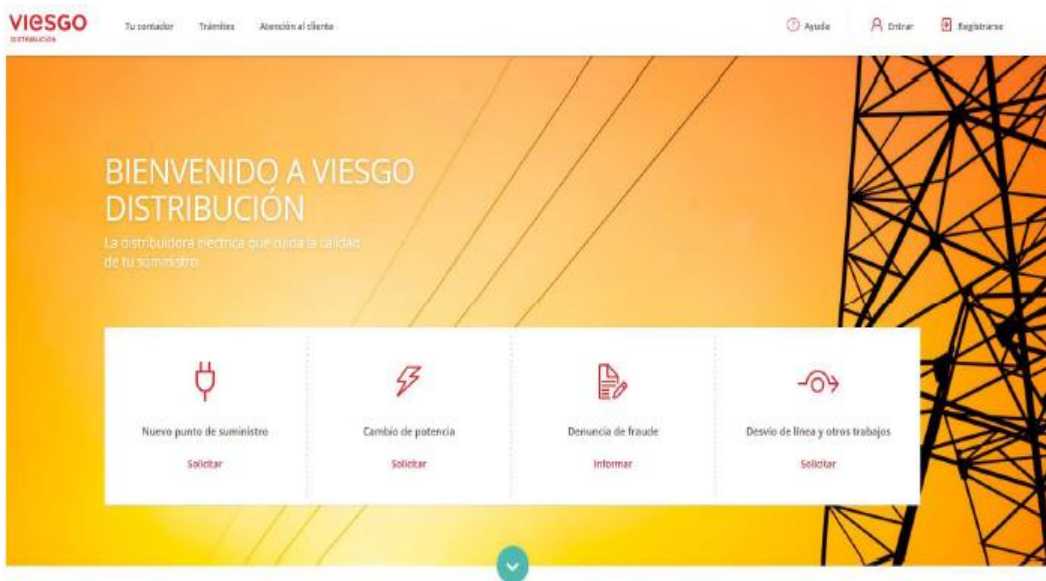 VIESGO
DISTRIBUCIÓN
Tu contador Trámites Atención al cliente
Ayuda Entrar Registrarse
BIENVENIDO A VIESGO
DISTRIBUCIÓN
La distribuidora eléctrica que cuida la calidad
de tu suministro
Nuevo punto de suministro
Solicitar
Cambio de potencia
Solicitar
Denuncia de fraude
Informar
Desvío de línea y otros trabajos
Solicitar